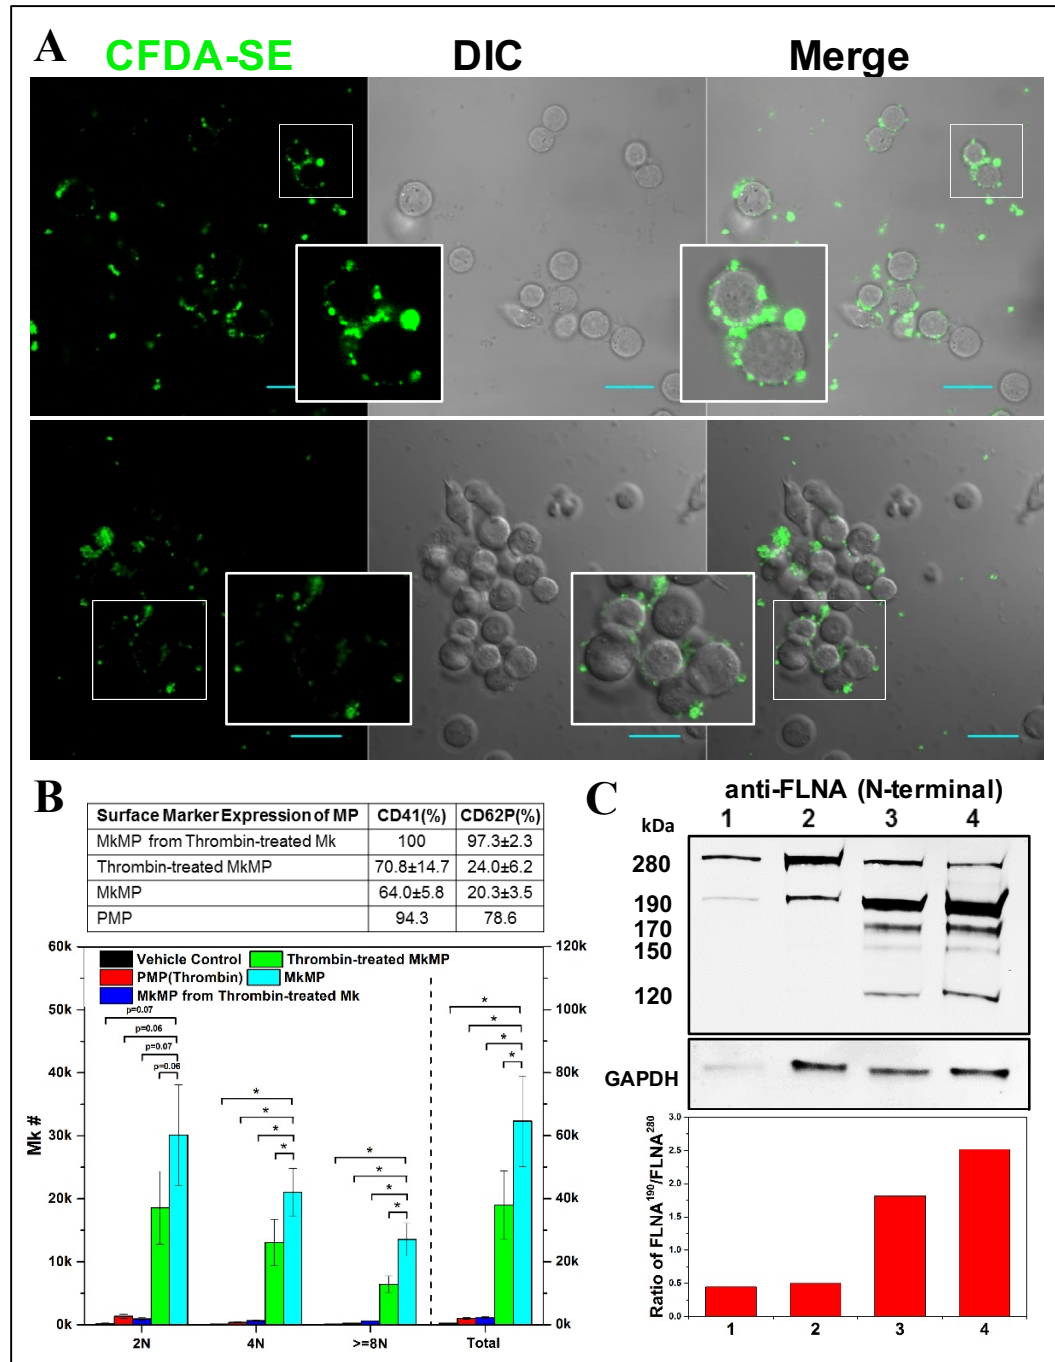 A
CFDA-SE
DIC
Merge
B
Surface Marker Expression of MP CD41(%) CD62P(%)
MkMP from Thrombin-treated Mk 100 97.3±2.3
Thrombin-treated MkMP 70.8±14.7 24.0±6.2
MkMP 64.0±5.8 20.3±3.5
PMP 94.3 78.6
60k
50k
40k
30k
20k
10k
0k
Mk #
120k
100k
80k
60k
40k
20k
0k
Vehicle Control
Thrombin-treated MkMP
PMP(Thrombin)
MkMP
MkMP from Thrombin-treated Mk
p=0.07
p=0.06
p=0.07
p=0.06
*
*
*
*
*
*
*
*
*
*
*
*
2N 4N >=8N Total
C
anti-FLNA (N-terminal)
kDa
1 2 3 4
280
190
170
150
120
GAPDH
Ratio of FLNA190/FLNA280
3.0
2.5
2.0
1.5
1.0
0.5
0.0
1 2 3 4